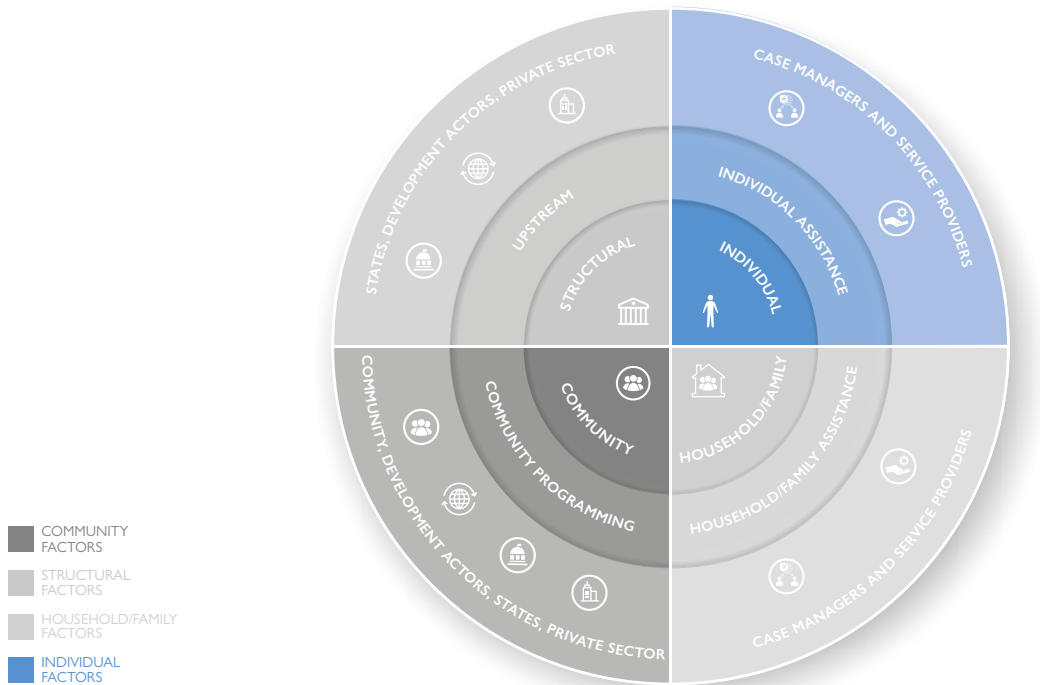 STATES, DEVELOPMENT ACTORS, PRIVATE SECTOR
UPSTREAM
STRUCTURAL
CASE MANAGERS AND SERVICE PROVIDERS
INDIVIDUAL ASSISTANCE
INDIVIDUAL
COMMUNITY
COMMUNITY PROGRAMMING
COMMUNITY, DEVELOPMENT ACTORS, STATES, PRIVATE SECTOR
HOUSEHOLD/FAMILY
HOUSEHOLD/FAMILY ASSISTANCE
CASE MANAGERS AND SERVICE PROVIDERS
COMMUNITY
FACTORS
STRUCTURAL
FACTORS
HOUSEHOLD/FAMILY
FACTORS
INDIVIDUAL
FACTORS